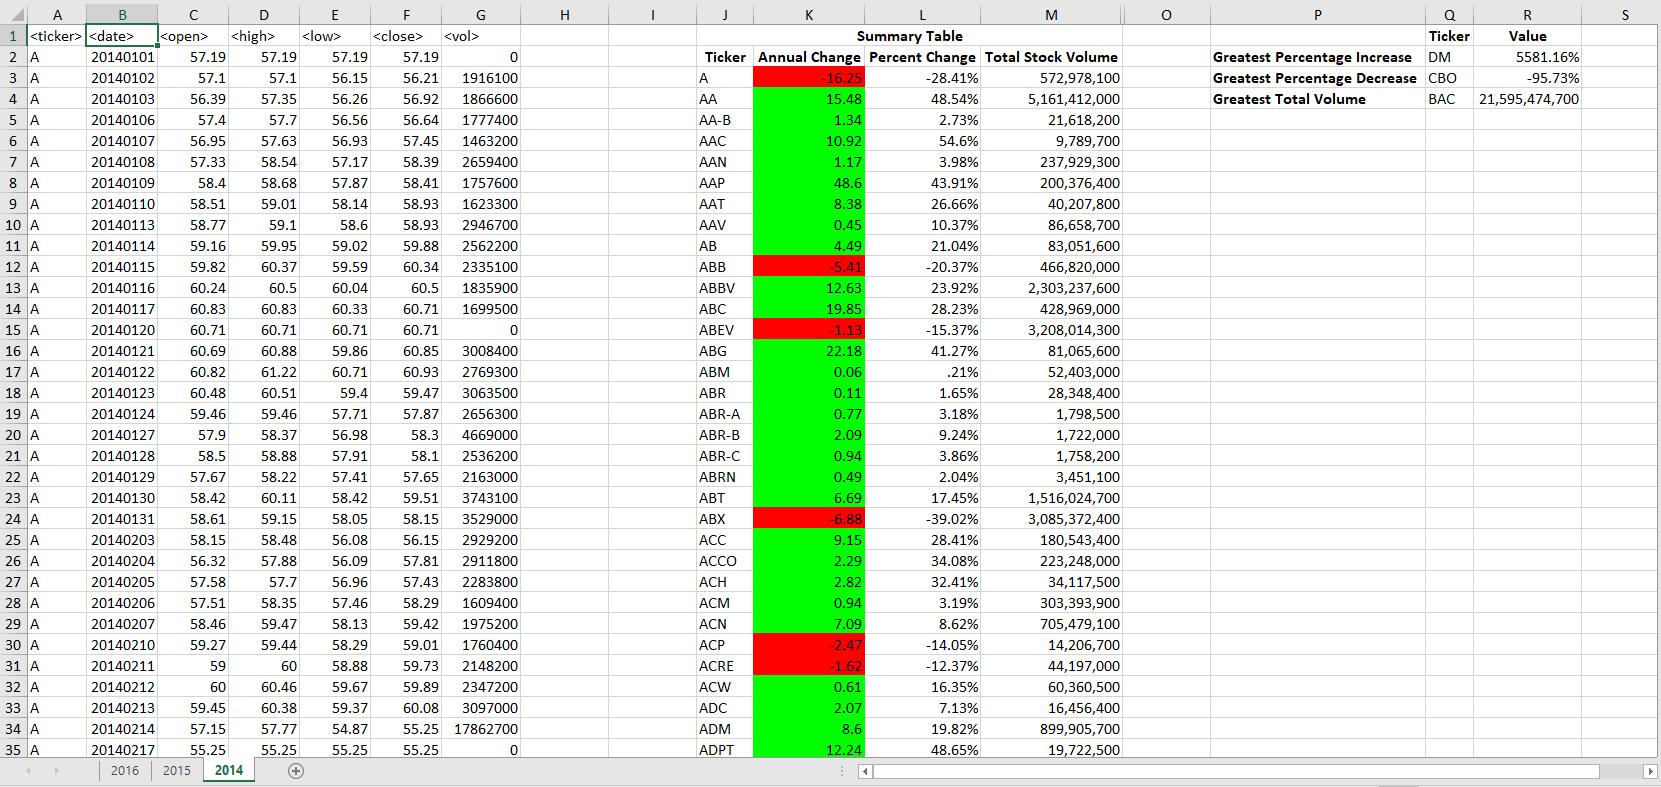 A B C D E F G H I J K L M O P Q R S
1 <ticker> <date> <open> <high> <low> <close> <vol> Summary Table Ticker Value
2 A 20140101 57.19 57.19 57.19 57.19 0 Ticker Annual Change Percent Change Total Stock Volume Greatest Percentage Increase DM 5581.16%
3 A 20140102 57.1 57.1 56.15 56.21 1916100 A -16.25 -28.41% 572,978,100 Greatest Percentage Decrease CBO -95.73%
4 A 20140103 56.39 57.35 56.26 56.92 1866600 AA 15.48 48.54% 5,161,412,000 Greatest Total Volume BAC 21,595,474,700
5 A 20140106 57.4 57.7 56.56 56.64 1777400 AA-B 1.34 2.73% 21,618,200
6 A 20140107 56.95 57.63 56.93 57.45 1463200 AAC 10.92 54.6% 9,789,700
7 A 20140108 57.33 58.54 57.17 58.39 2659400 AAN 1.17 3.98% 237,929,300
8 A 20140109 58.4 58.68 57.87 58.41 1757600 AAP 48.6 43.91% 200,376,400
9 A 20140110 58.51 59.01 58.14 58.93 1623300 AAT 8.38 26.66% 40,207,800
10 A 20140113 58.77 59.1 58.6 58.93 2946700 AAV 0.45 10.37% 86,658,700
11 A 20140114 59.16 59.95 59.02 59.88 2562200 AB 4.49 21.04% 83,051,600
12 A 20140115 59.82 60.37 59.59 60.34 2335100 ABB -5.41 -20.37% 466,820,000
13 A 20140116 60.24 60.5 60.04 60.5 1835900 ABBV 12.63 23.92% 2,303,237,600
14 A 20140117 60.83 60.83 60.33 60.71 1699500 ABC 19.85 28.23% 428,969,000
15 A 20140120 60.71 60.71 60.71 60.71 0 ABEV -1.13 -15.37% 3,208,014,300
16 A 20140121 60.69 60.88 59.86 60.85 3008400 ABG 22.18 41.27% 81,065,600
17 A 20140122 60.82 61.22 60.71 60.93 2769300 ABM 0.06 .21% 52,403,000
18 A 20140123 60.48 60.51 59.4 59.47 3063500 ABR 0.11 1.65% 28,348,400
19 A 20140124 59.46 59.46 57.71 57.87 2656300 ABR-A 0.77 3.18% 1,798,500
20 A 20140127 57.9 58.37 56.98 58.3 4669000 ABR-B 2.09 9.24% 1,722,000
21 A 20140128 58.5 58.88 57.91 58.1 2536200 ABR-C 0.94 3.86% 1,758,200
22 A 20140129 57.67 58.22 57.41 57.65 2163000 ABRN 0.49 2.04% 3,451,100
23 A 20140130 58.42 60.11 58.42 59.51 3743100 ABT 6.69 17.45% 1,516,024,700
24 A 20140131 58.61 59.15 58.05 58.15 3529000 ABX -6.88 -39.02% 3,085,372,400
25 A 20140203 58.15 58.48 56.08 56.15 2929200 ACC 9.15 28.41% 180,543,400
26 A 20140204 56.32 57.88 56.09 57.81 2911800 ACCO 2.29 34.08% 223,248,000
27 A 20140205 57.58 57.7 56.96 57.43 2283800 ACH 2.82 32.41% 34,117,500
28 A 20140206 57.51 58.35 57.46 58.29 1609400 ACM 0.94 3.19% 303,393,900
29 A 20140207 58.46 59.47 58.13 59.42 1975200 ACN 7.09 8.62% 705,479,100
30 A 20140210 59.27 59.44 58.29 59.01 1760400 ACP -2.47 -14.05% 14,206,700
31 A 20140211 59 60 58.88 59.73 2148200 ACRE -1.62 -12.37% 44,197,000
32 A 20140212 60 60.46 59.67 59.89 2347200 ACW 0.61 16.35% 60,360,500
33 A 20140213 59.45 60.38 59.37 60.08 3097000 ADC 2.07 7.13% 16,456,400
34 A 20140214 57.15 57.77 54.87 55.25 17862700 ADM 8.6 19.82% 899,905,700
35 A 20140217 55.25 55.25 55.25 55.25 0 ADPT 12.24 48.65% 19,722,500
2016 2015 2014